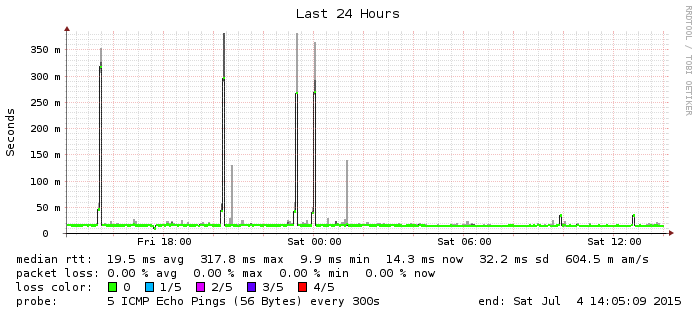 Last 24 Hours
RRDTOOL / TOBI OETIKER
Seconds
350 m
300 m
250 m
200 m
150 m
100 m
50 m
0
Fri 18:00 Sat 00:00 Sat 06:00 Sat 12:00
median rtt: 19.5 ms avg 317.8 ms max 9.9 ms min 14.3 ms now 32.2 ms sd 604.5 m am/s
packet loss: 0.00 % avg 0.00 % max 0.00 % min 0.00 % now
loss color: 0 1/5 2/5 3/5 4/5
probe: 5 ICMP Echo Pings (56 Bytes) every 300s end: Sat Jul 4 14:05:09 2015